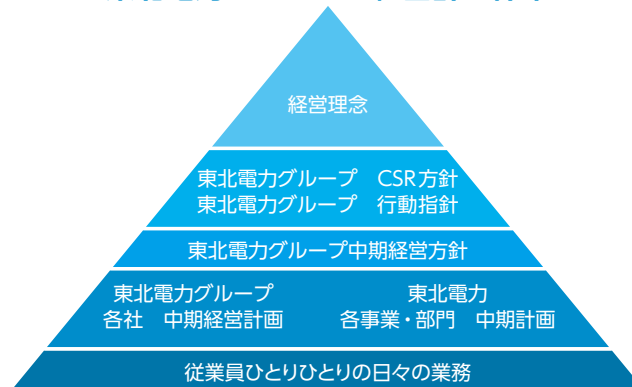 経営理念
東北電力グループ　CSR方針
東北電力グループ　行動指針
東北電力グループ中期経営方針
東北電力グループ
各社　中期経営計画
東北電力
各事業・部門　中期計画
従業員ひとりひとりの日々の業務